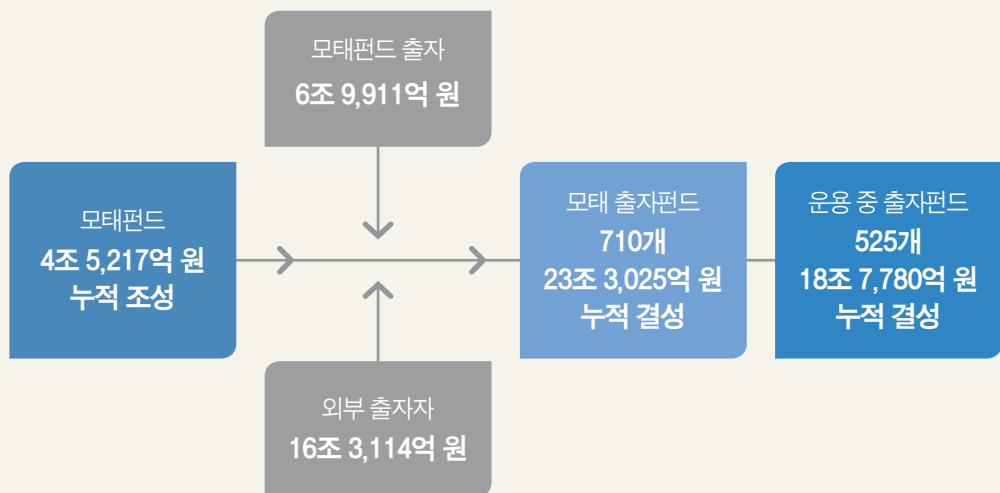 모태펀드 출자
6조 9,911억 원
모태펀드
4조 5,217억 원
누적 조성
모태 출자펀드
710개
23조 3,025억 원
누적 결성
운용 중 출자펀드
525개
18조 7,780억 원
누적 결성
외부 출자자
16조 3,114억 원